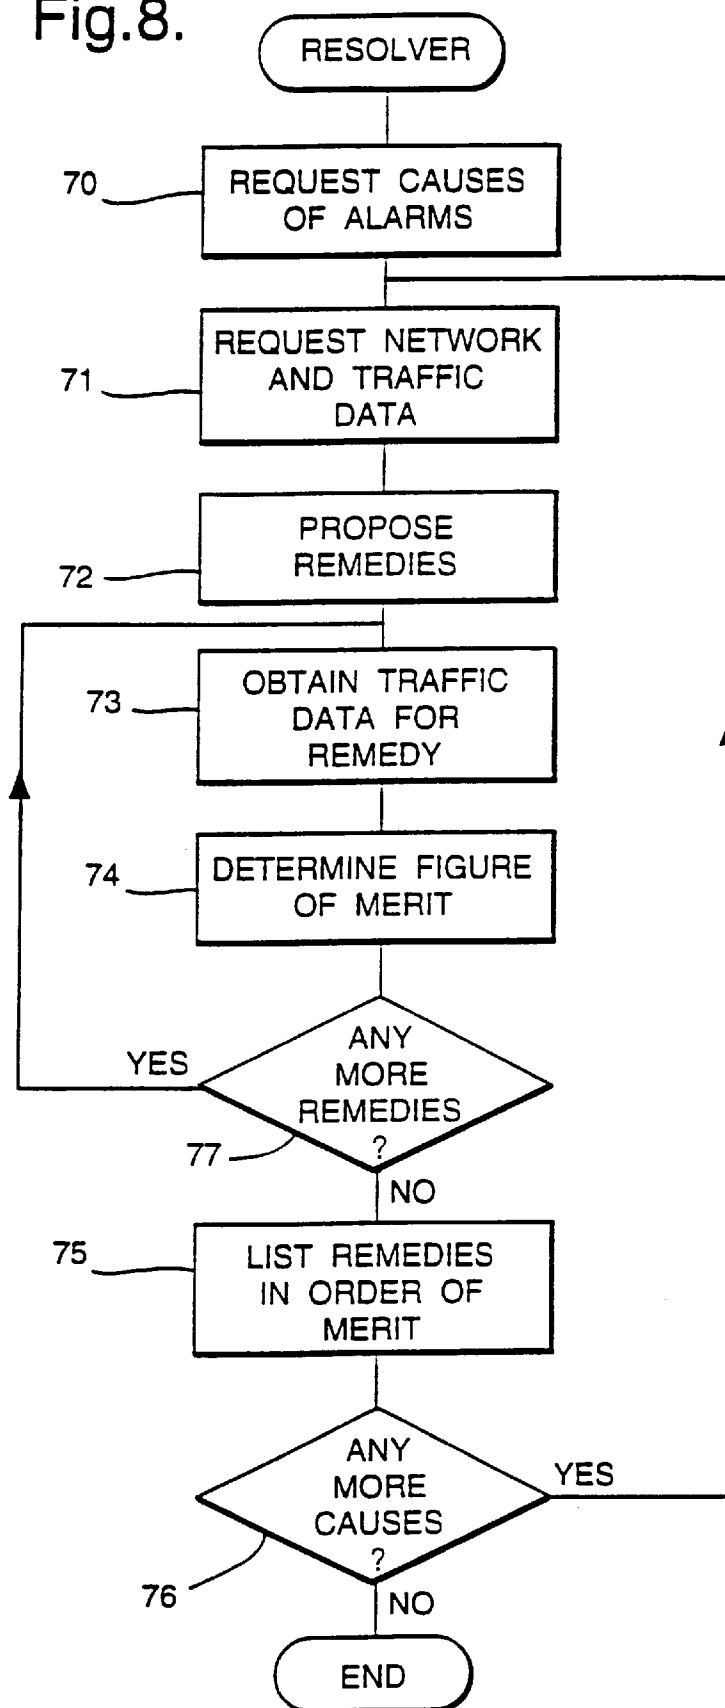 Fig.8.
RESOLVER
70
REQUEST CAUSES
OF ALARMS
71
REQUEST NETWORK
AND TRAFFIC
DATA
72
PROPOSE
REMEDIES
73
OBTAIN TRAFFIC
DATA FOR
REMEDY
74
DETERMINE FIGURE
OF MERIT
YES
ANY
MORE
REMEDIES
?
77
NO
75
LIST REMEDIES
IN ORDER OF
MERIT
ANY
MORE
CAUSES
?
YES
76
NO
END